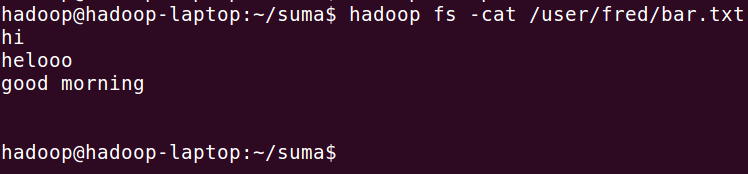 hadoop@hadoop-laptop:~/suma$ hadoop fs -cat /user/fred/bar.txt
hi
helooo
good morning
hadoop@hadoop-laptop:~/suma$